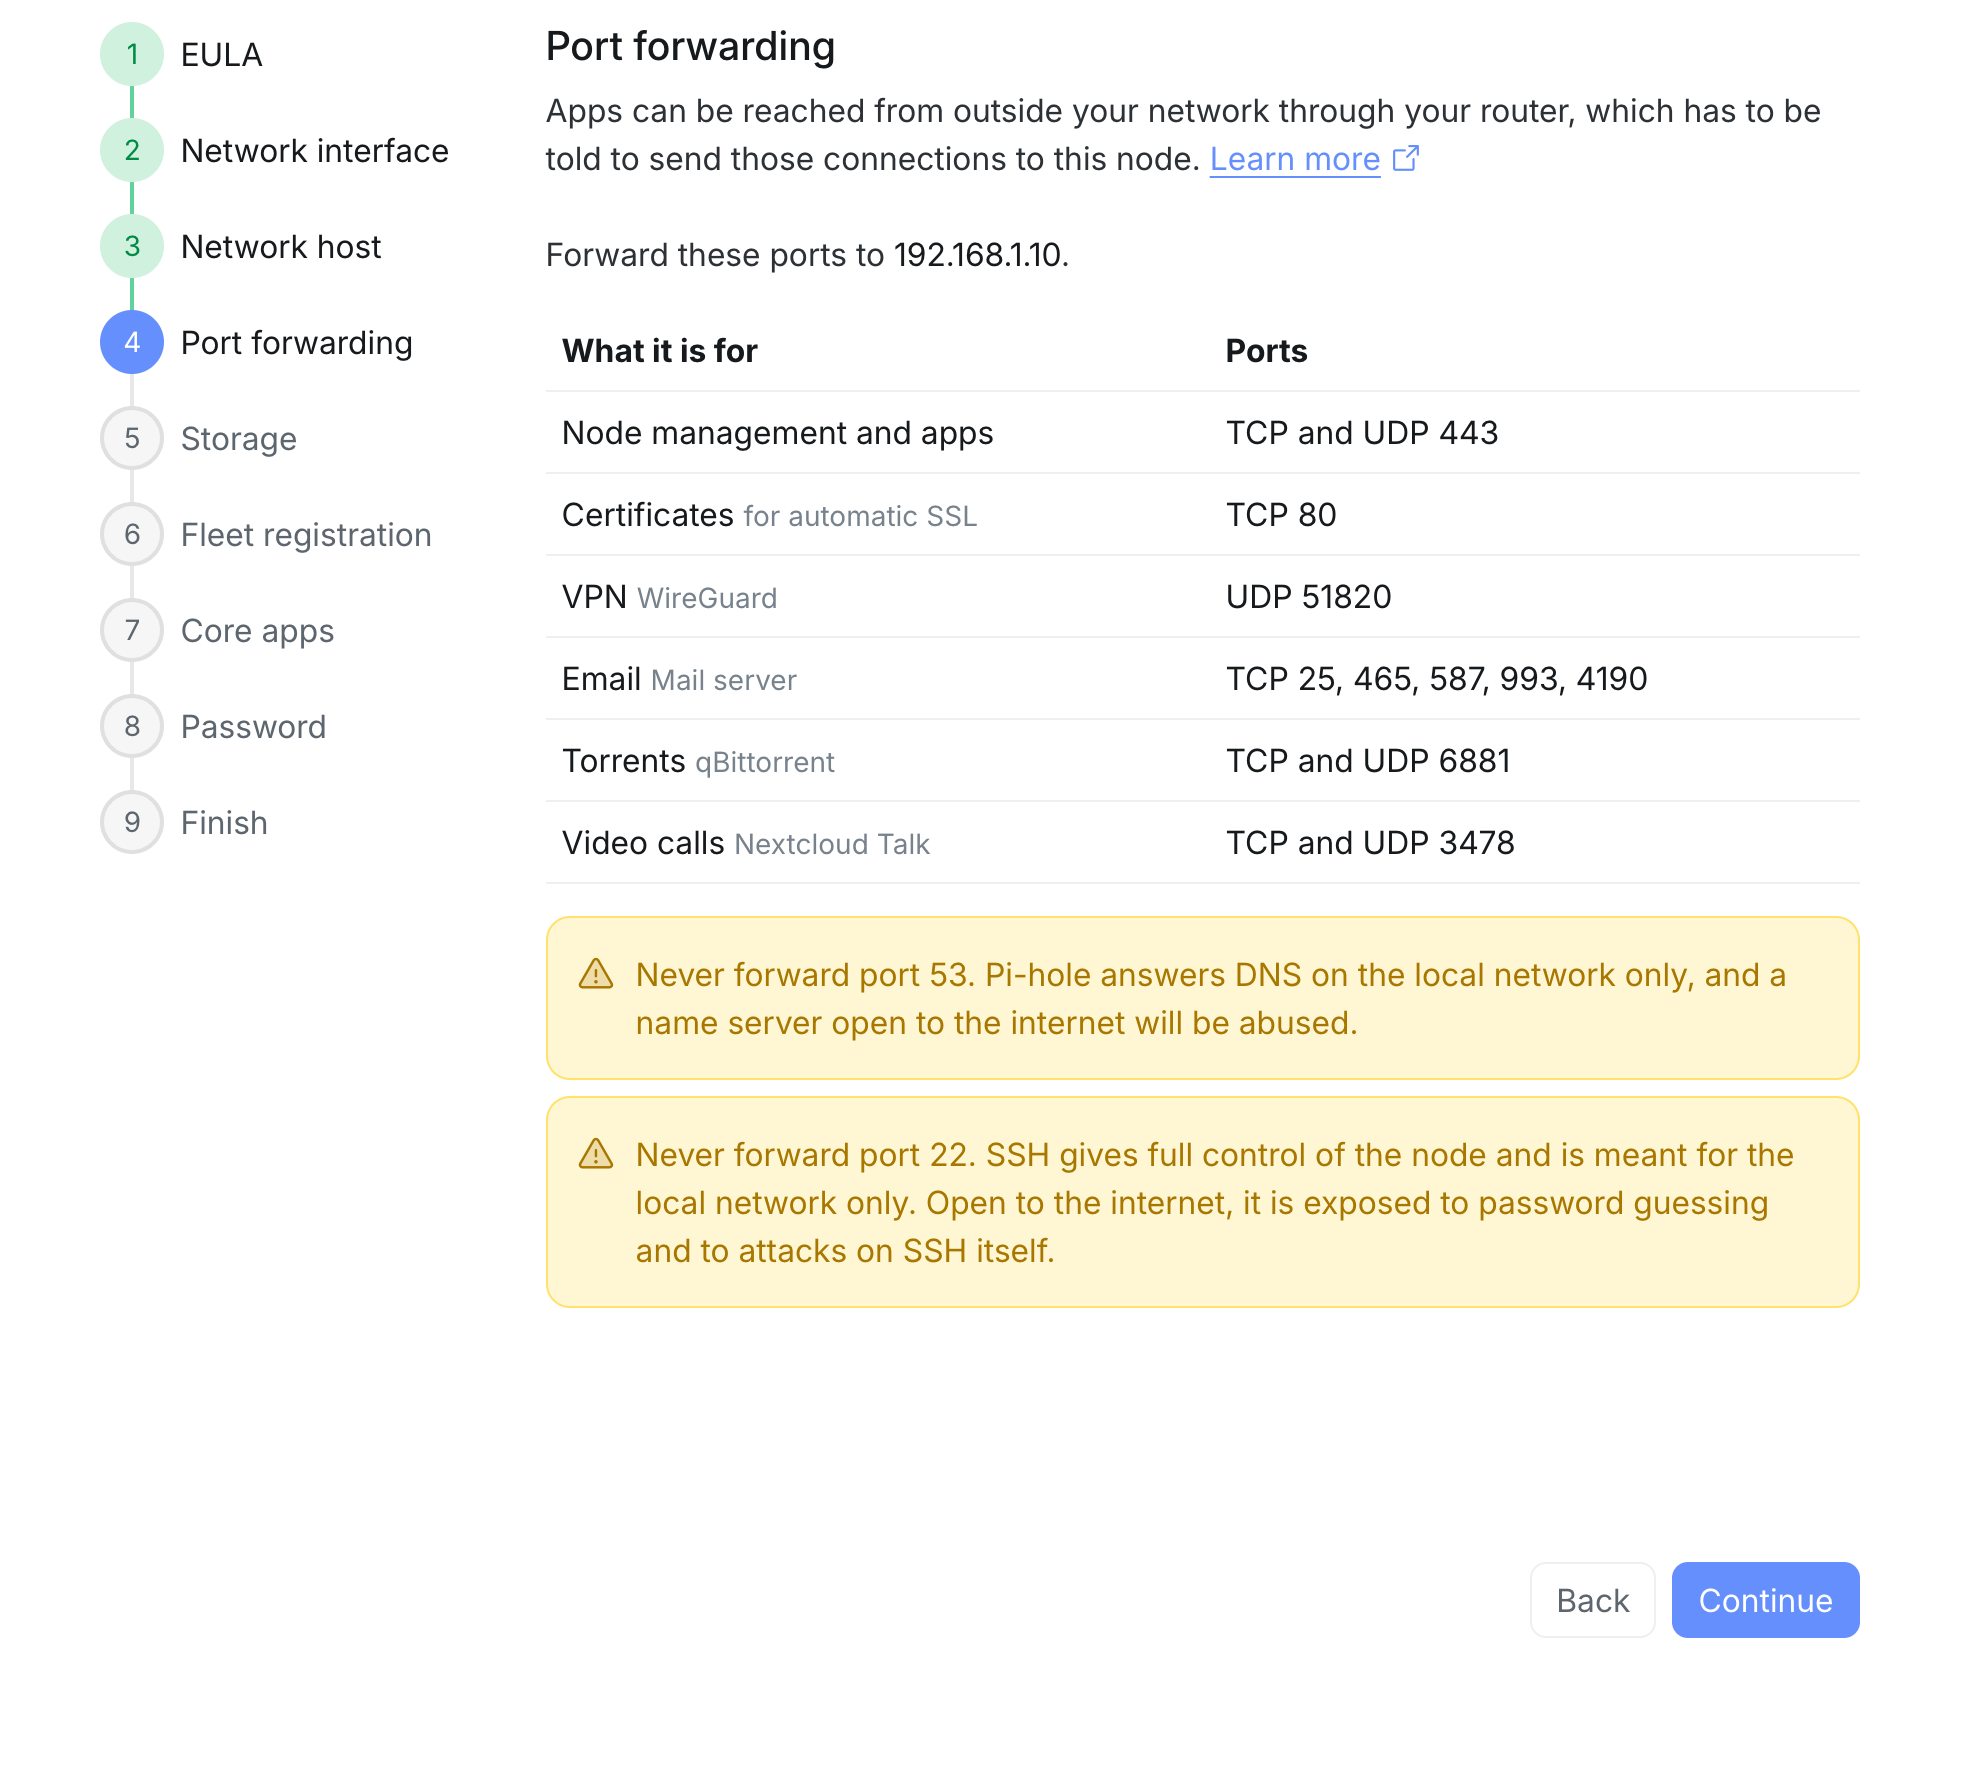 1 EULA
2 Network interface
3 Network host
4 Port forwarding
5 Storage
6 Fleet registration
7 Core apps
8 Password
9 Finish
Port forwarding
Apps can be reached from outside your network through your router, which has to be
told to send those connections to this node. Learn more
Forward these ports to 192.168.1.10.
What it is for Ports
Node management and apps TCP and UDP 443
Certificates for automatic SSL TCP 80
VPN WireGuard UDP 51820
Email Mail server TCP 25, 465, 587, 993, 4190
Torrents qBittorrent TCP and UDP 6881
Video calls Nextcloud Talk TCP and UDP 3478
Never forward port 53. Pi-hole answers DNS on the local network only, and a
name server open to the internet will be abused.
Never forward port 22. SSH gives full control of the node and is meant for the
local network only. Open to the internet, it is exposed to password guessing
and to attacks on SSH itself.
Back Continue